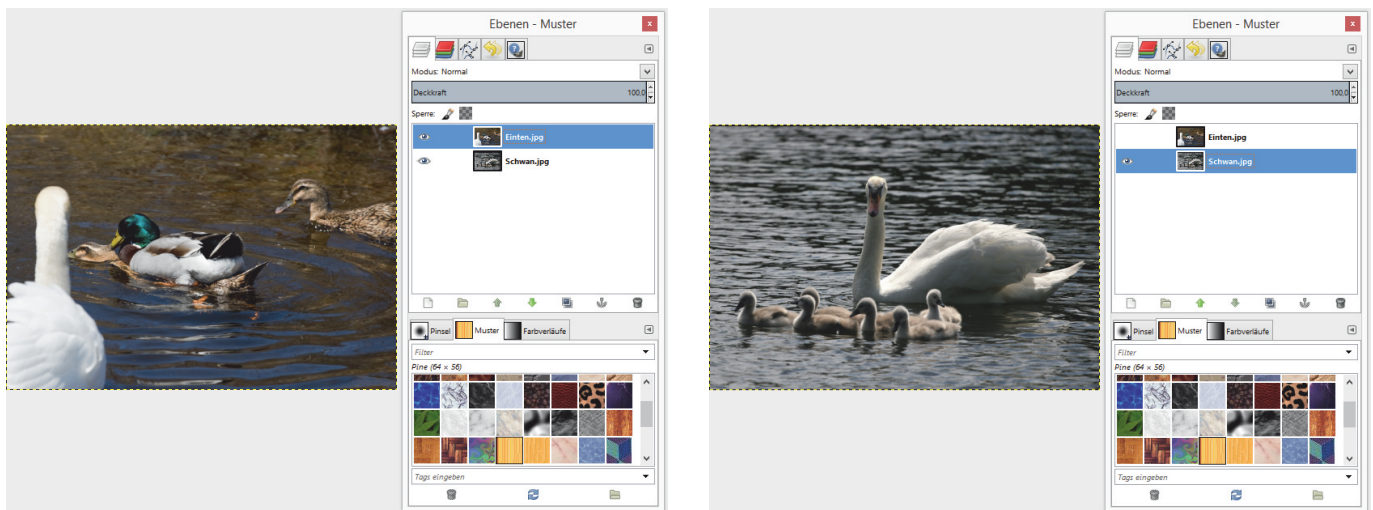 Ebenen - Muster
x
Modus: Normal
Deckkraft 100,0
Sperre:
Einten.jpg
Schwan.jpg
Pinsel Muster Farbverläufe
Filter
Pine (64 × 56)
Tags eingeben
Ebenen - Muster
x
Modus: Normal
Deckkraft 100,0
Sperre:
Einten.jpg
Schwan.jpg
Pinsel Muster Farbverläufe
Filter
Pine (64 × 56)
Tags eingeben